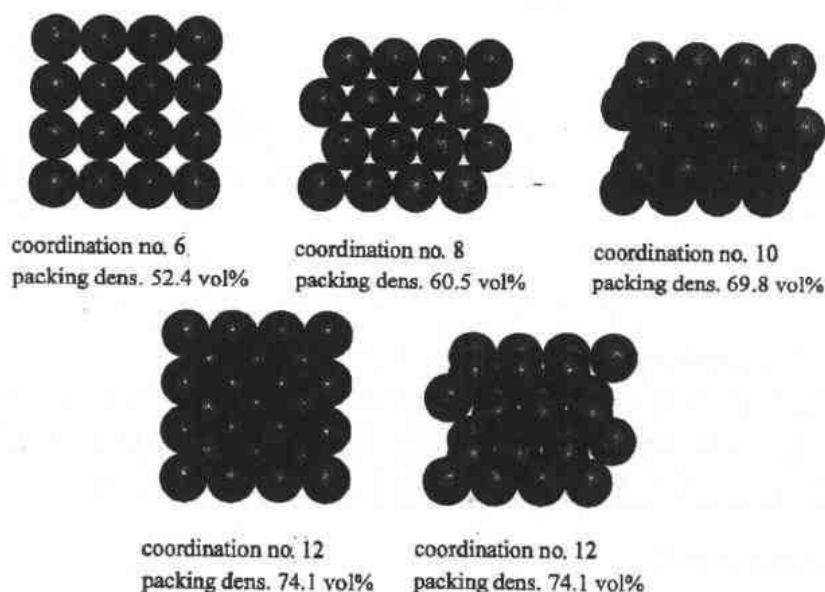 coordination no. 6
packing dens. 52.4 vol%
coordination no. 8
packing dens. 60.5 vol%
coordination no. 10
packing dens. 69.8 vol%
coordination no. 12
packing dens. 74.1 vol%
coordination no. 12
packing dens. 74.1 vol%